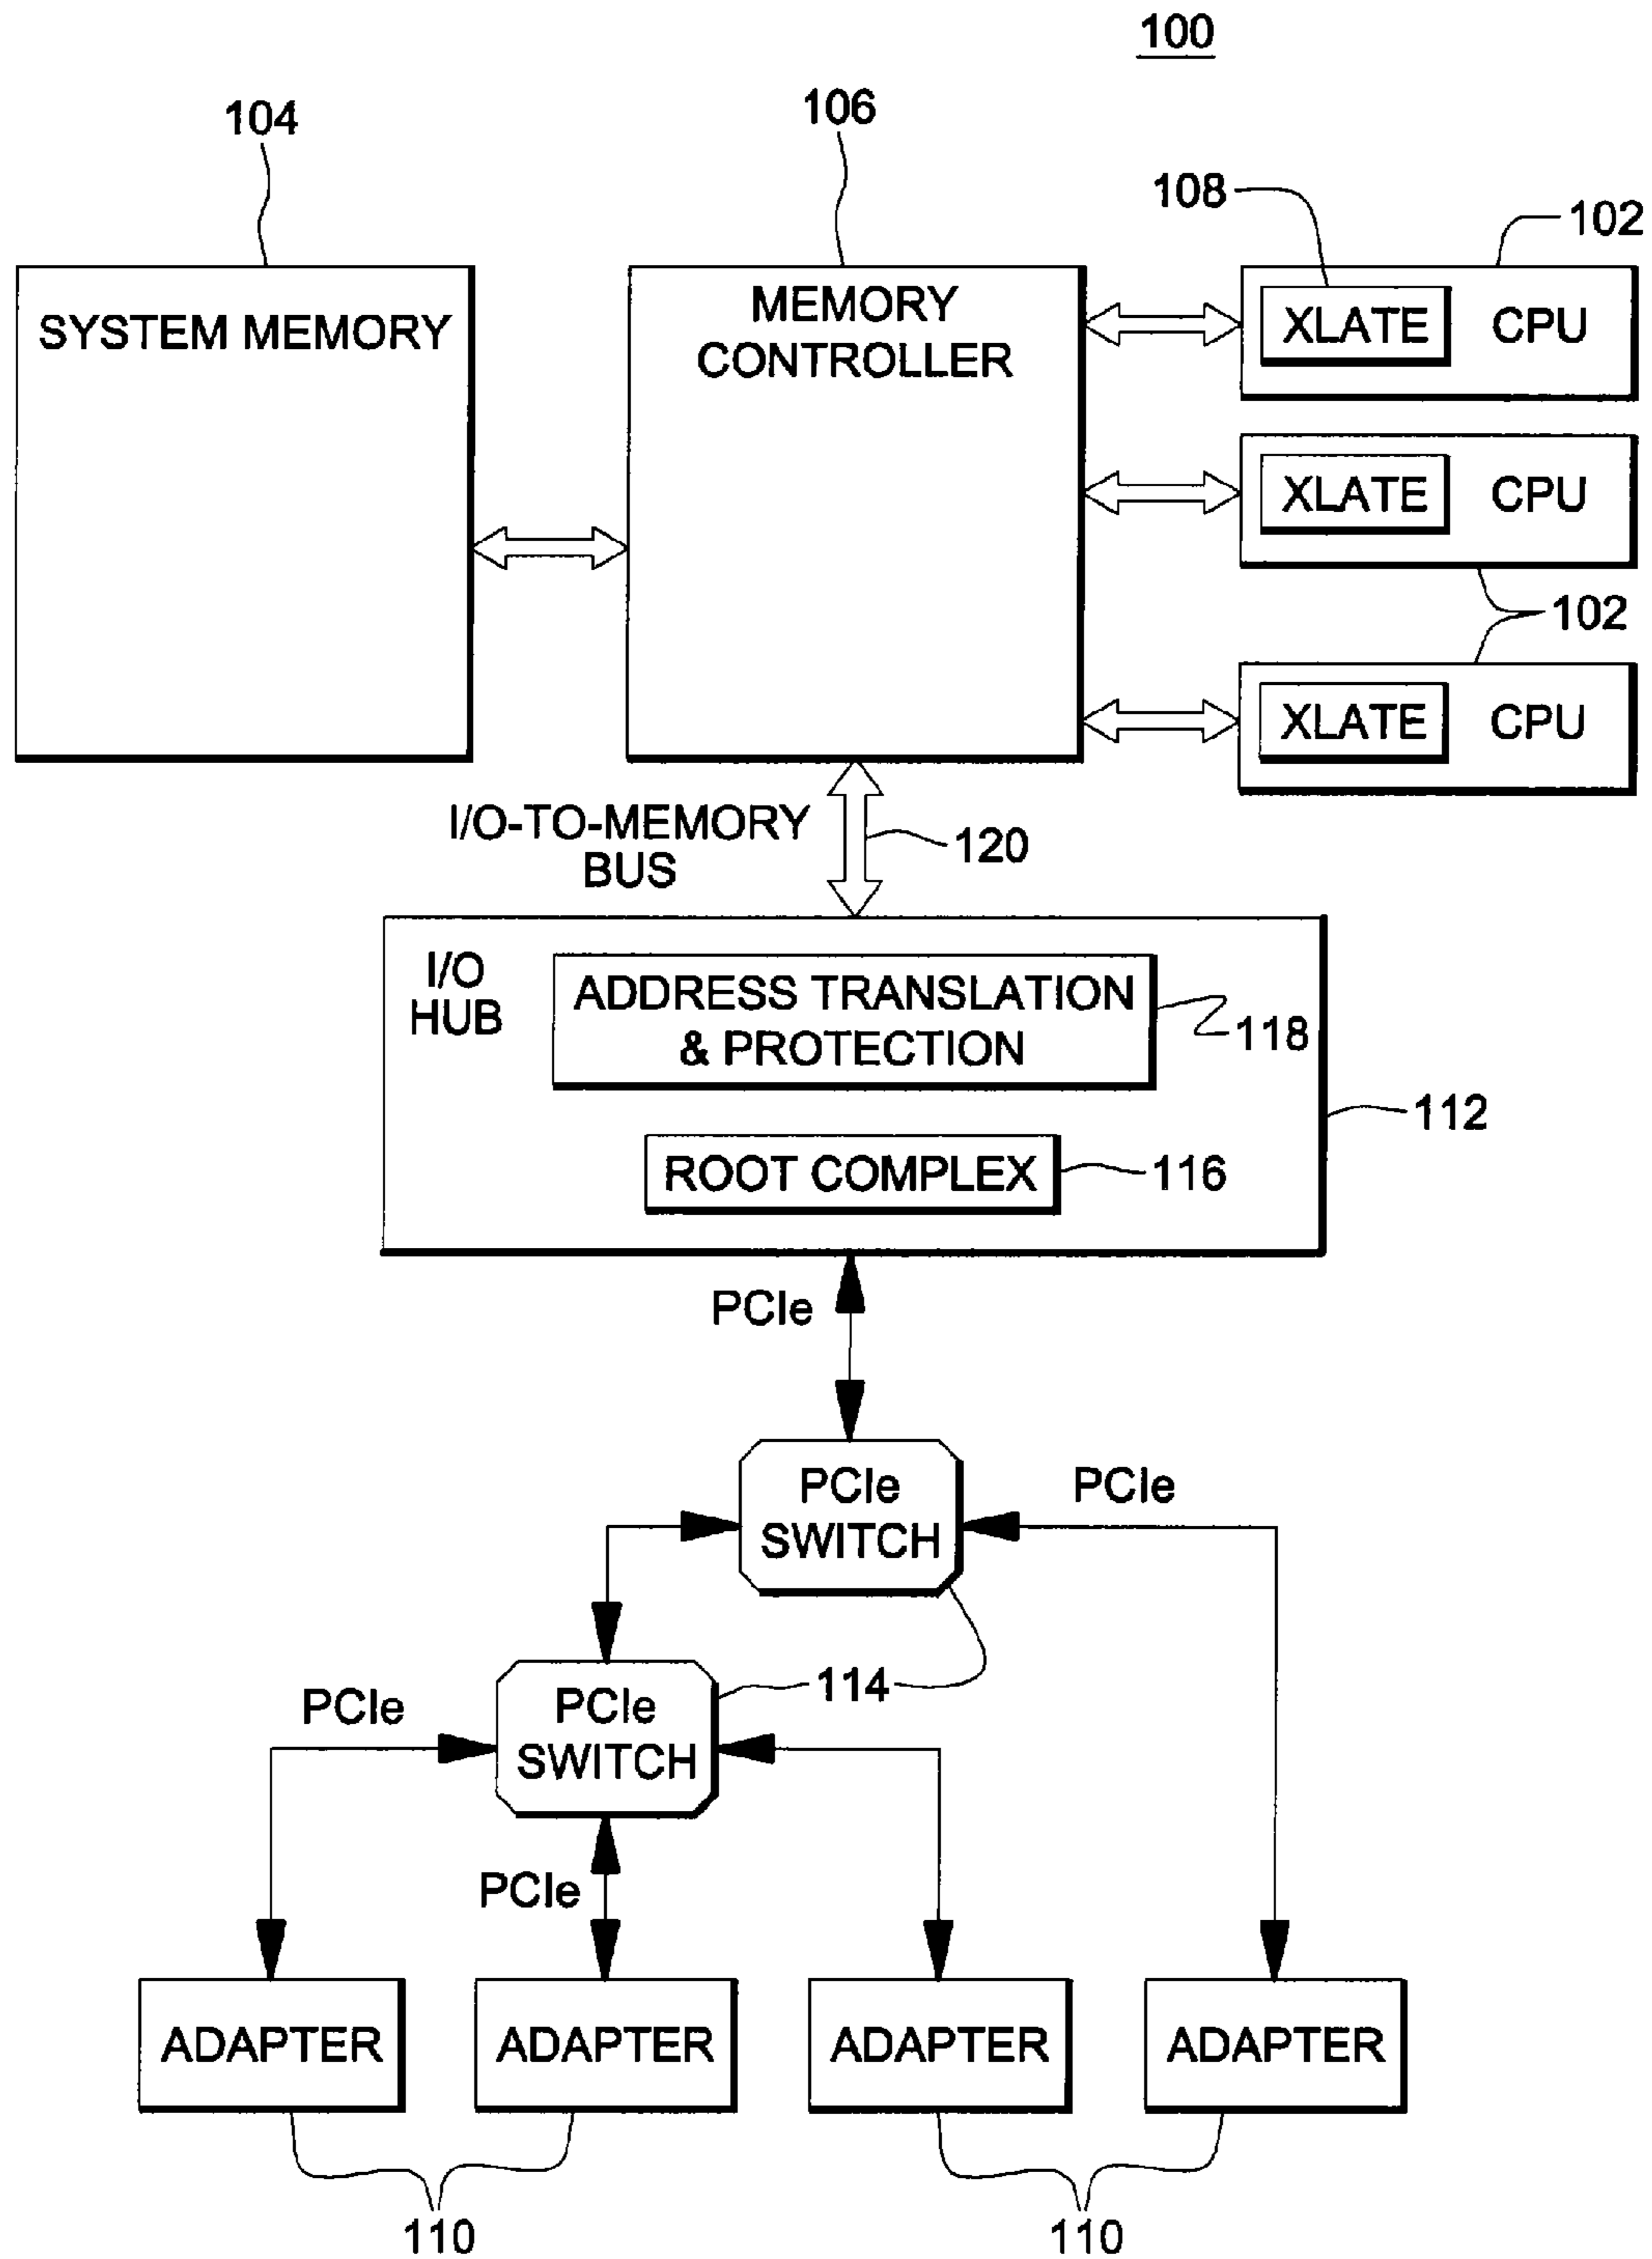 100
104
106
108
102
SYSTEM MEMORY
MEMORY
CONTROLLER
XLATE
CPU
XLATE
CPU
102
XLATE
CPU
I/O-TO-MEMORY
BUS
120
I/O
HUB
ADDRESS TRANSLATION
& PROTECTION
118
112
ROOT COMPLEX
116
PCIe
PCIe
SWITCH
PCIe
114
PCIe
PCIe
SWITCH
PCIe
ADAPTER
ADAPTER
ADAPTER
ADAPTER
110
110